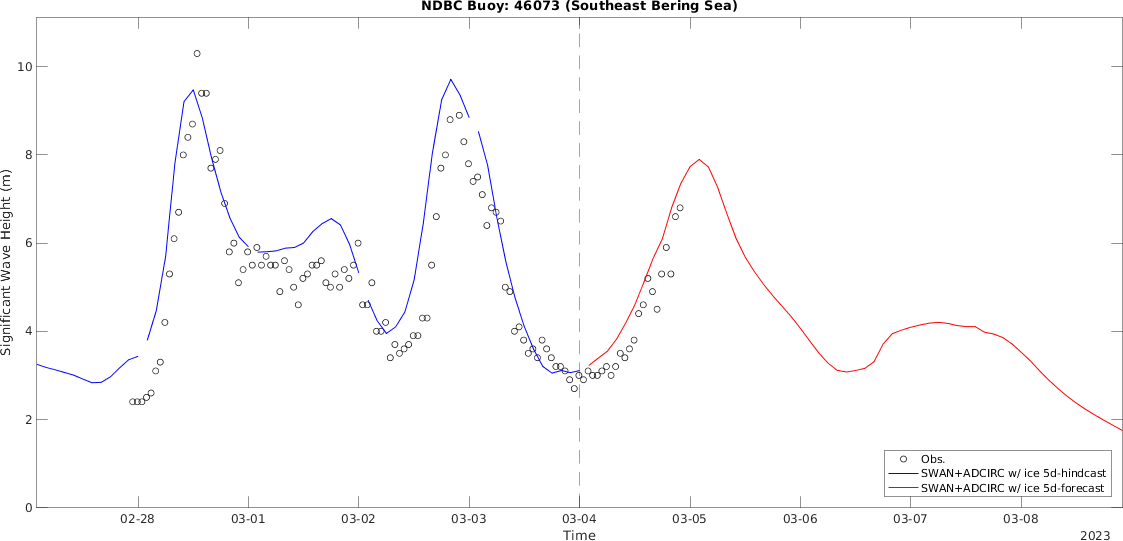 NDBC Buoy: 46073 (Southeast Bering Sea)
Significant Wave Height (m)
10
8
6
4
2
0
Obs.
SWAN+ADCIRC w/ ice 5d-hindcast
SWAN+ADCIRC w/ ice 5d-forecast
02-28 03-01 03-02 03-03 03-04 03-05 03-06 03-07 03-08
Time
2023